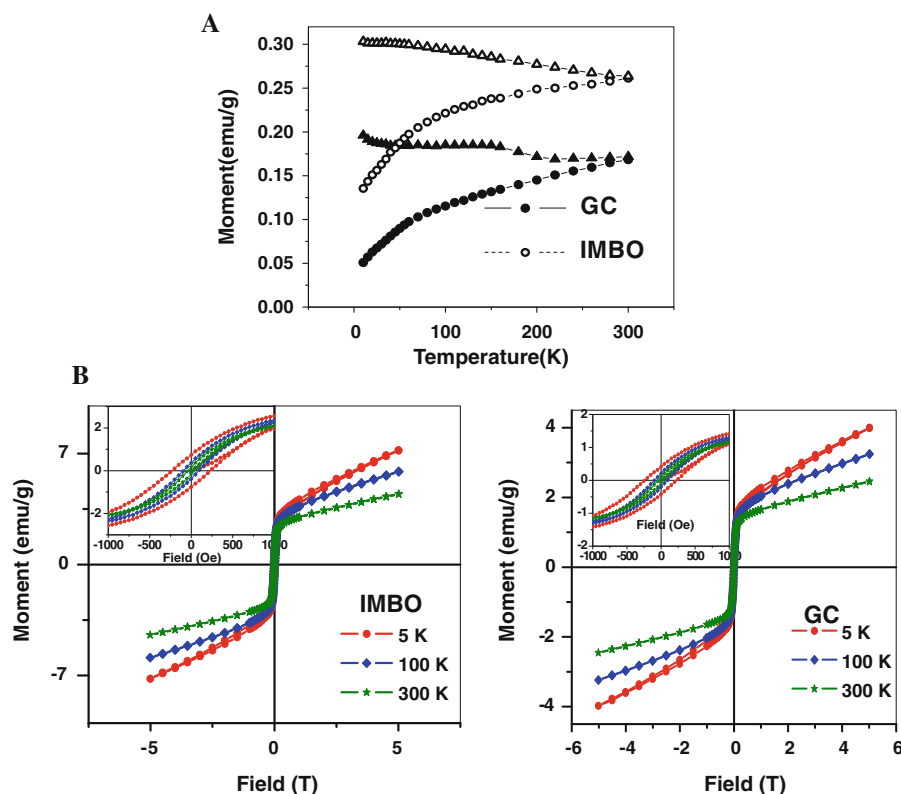 A
0.30
0.25
0.20
0.15
0.10
0.05
0.00
Moment(emu/g)
GC
IMBO
0 100 200 300
Temperature(K)
B
7
0
-7
Moment (emu/g)
2
0
-2
-1000 -500 0 500 1000
Field (Oe)
IMBO
5 K
100 K
300 K
-5 0 5
Field (T)
4
2
0
-2
-4
Moment (emu/g)
2
1
0
-1
-2
Field (Oe)
-1000 -500 0 500 1000
GC
5 K
100 K
300 K
-6 -4 -2 0 2 4 6
Field (T)